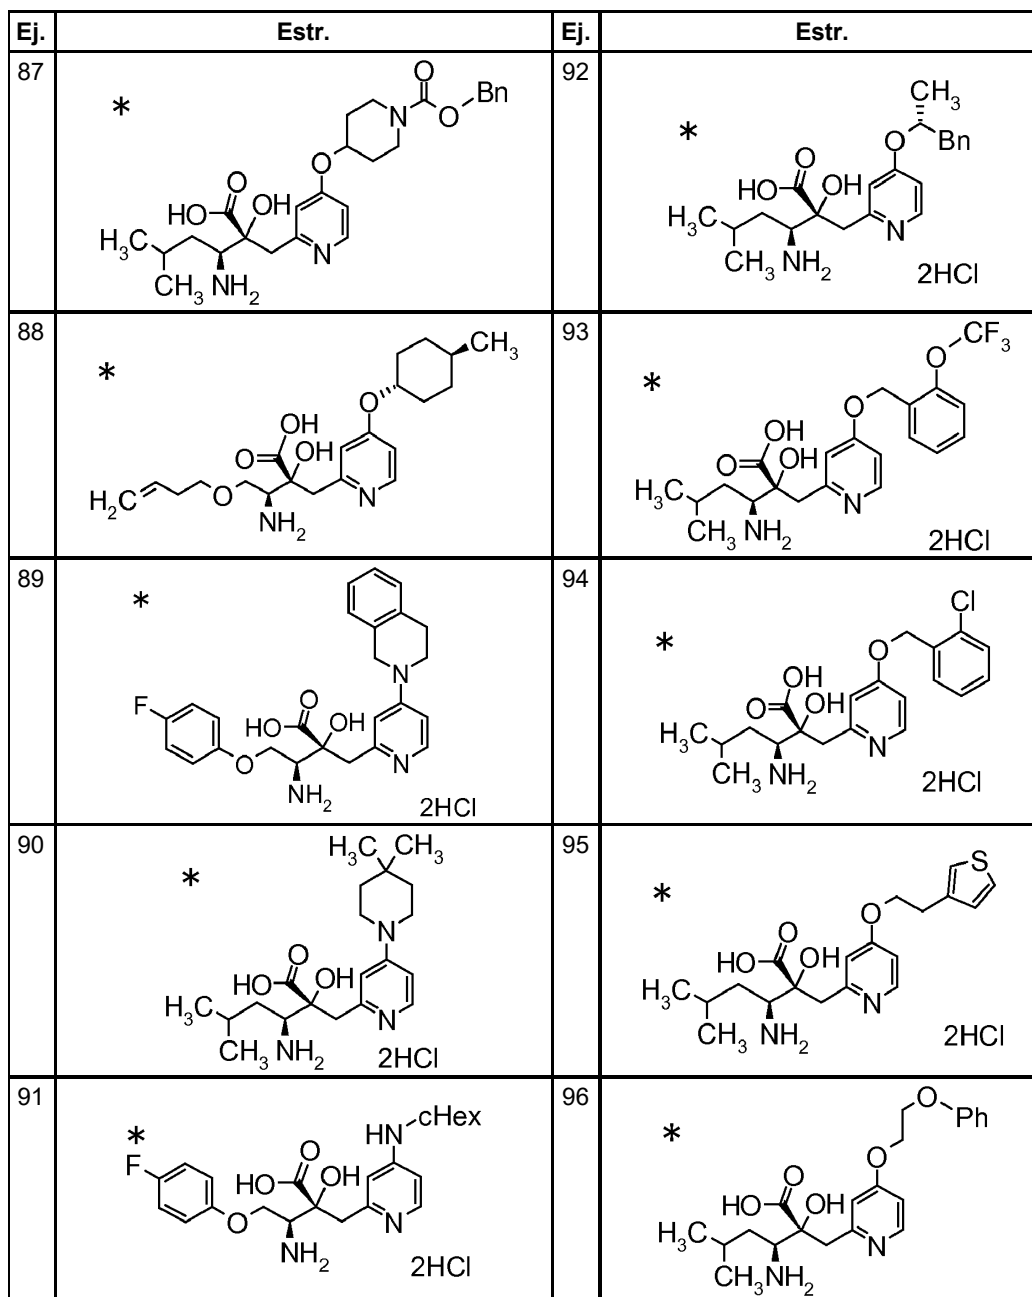 Ej. Estr. Ej. Estr.
87
*
O
N
O
Bn
O
O
HO
OH
H3C
N
CH3 NH2
92
*
CH3
O
Bn
O
HO
OH
H3C
N
CH3 NH2
2HCl
88
*
CH3
O
OH
O
OH
H2C
O
N
NH2
93
*
CF3
O
O
OH
O
OH
H3C
N
CH3 NH2
2HCl
89
*
N
F
O
HO
OH
O
N
NH2
2HCl
94
*
Cl
O
OH
O
OH
H3C
N
CH3 NH2
2HCl
90
*
H3C CH3
N
O
HO
OH
H3C
N
CH3 NH2
2HCl
95
*
S
O
O
HO
OH
H3C
N
CH3 NH2
2HCl
91
*
HN
cHex
F
O
HO
OH
O
N
NH2
2HCl
96
*
O
Ph
O
O
HO
OH
H3C
N
CH3NH2